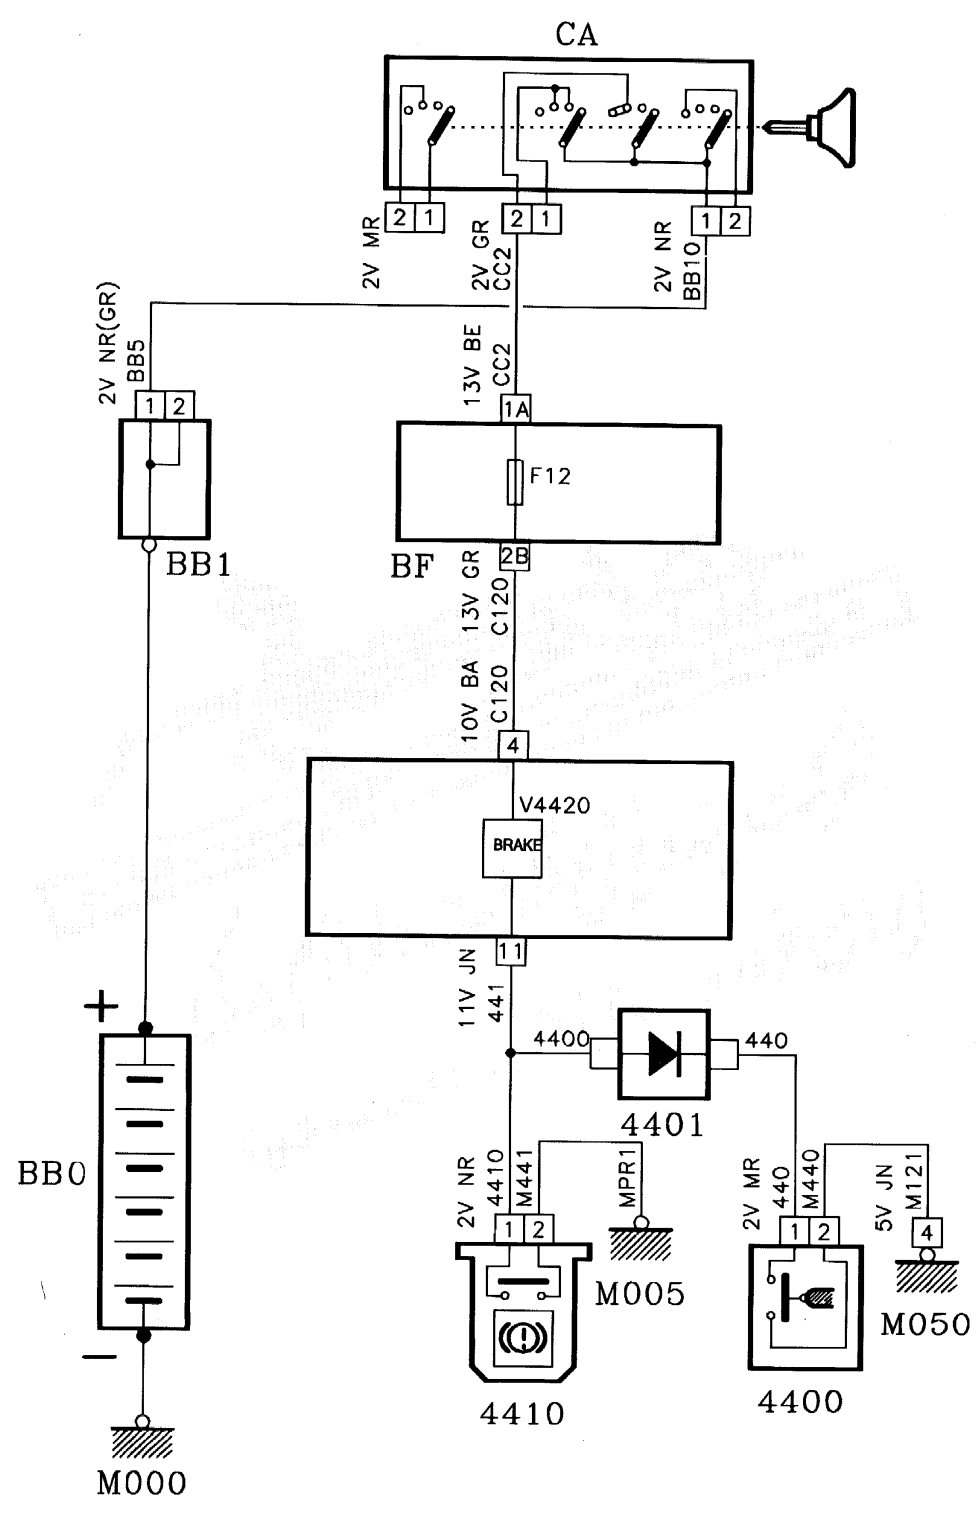 CA
2 1
2 1
1 2
2V MR
2V GR
CC2
2V NR
BB10
2V NR(GR)
BB5
13V BE
CC2
1 2
1A
F12
BB1
BF
2B
13V GR
C120
10V BA
C120
4
V4420
BRAKE
11
11V JN
441
+
4400
440
4401
BB0
2V NR
4410
M441
MPR1
2V MR
440
M440
5V JN
M121
1 2
1 2
4
M005
M050
−
4410
4400
M000